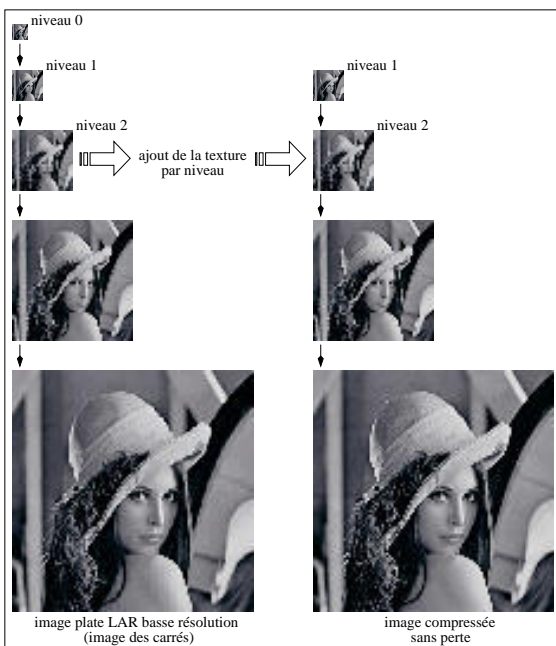 niveau 0
niveau 1
niveau 1
niveau 2
niveau 2
ajout de la texture
par niveau
image plate LAR basse résolution
(image des carrés)
image compressée
sans perte